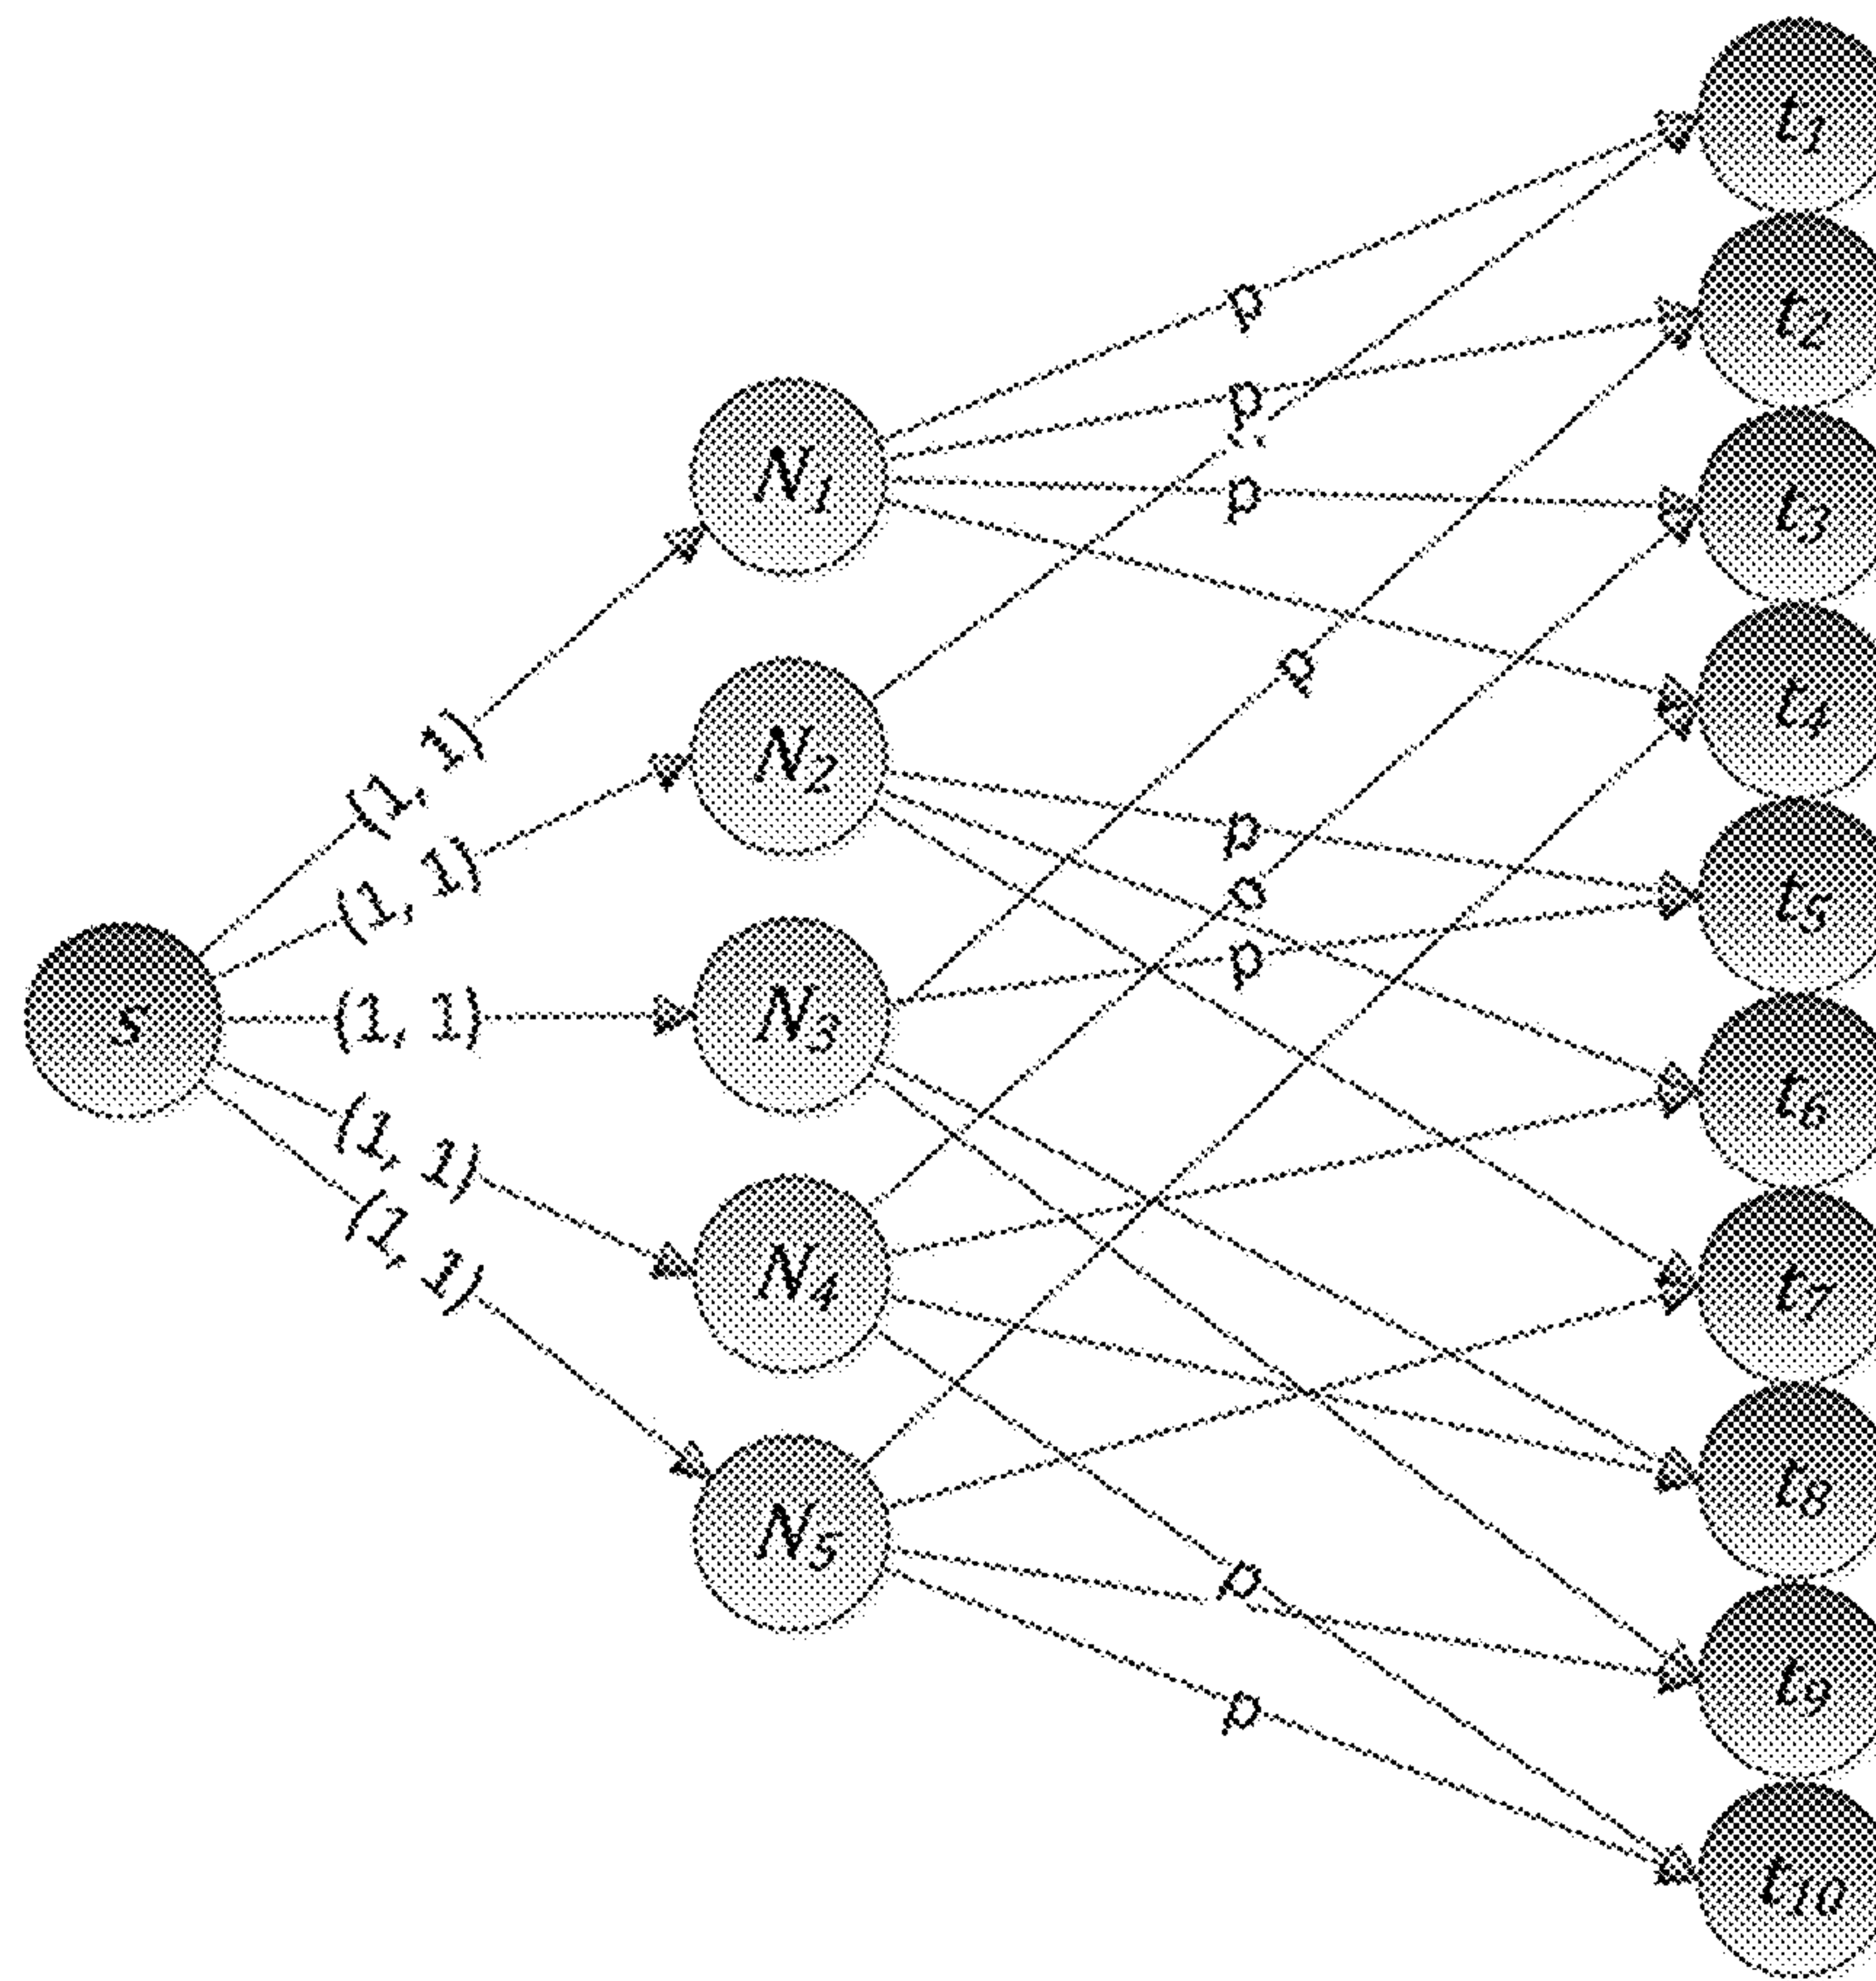 t1
p
t2
p
N1
p
t3
p
t4
(1, 1)
N2
p
(1, 1)
p
t5
p
s
(1, 1)
N3
t6
(1, 1)
(1, 1)
N4
t7
t8
N5
p
t9
p
t10